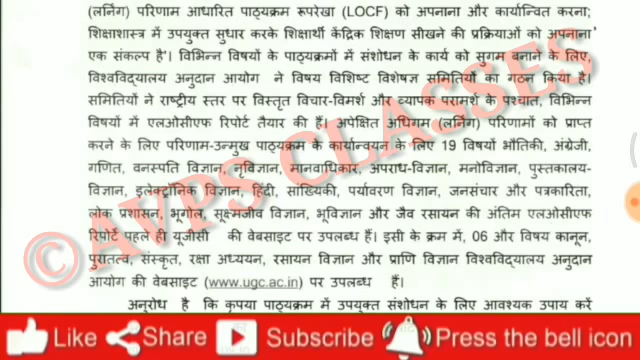 (लर्निंग) परिणाम आधारित पाठ्यक्रम रूपरेखा (LOCF) को अपनाना और कार्यान्वित करना;
शिक्षाशास्त्र में उपयुक्त सुधार करके शिक्षार्थी केंद्रिक शिक्षण सीखने की प्रक्रियाओं को अपनाना
एक संकल्प है'। विभिन्न विषयों के पाठ्यक्रमों में संशोधन के कार्य को सुगम बनाने के लिए,
विश्वविद्यालय अनुदान आयोग ने विषय विशिष्ट विशेषज्ञ समितियों का गठन किया है।
समितियों ने राष्ट्रीय स्तर पर विस्तृत विचार-विमर्श और व्यापक परामर्श के पश्चात, विभिन्न
विषयों में एलओसीएफ रिपोर्ट तैयार की हैं। अपेक्षित अधिगम (लर्निंग) परिणामों को प्राप्त
करने के लिए परिणाम-उन्मुख पाठ्यक्रम के कार्यान्वयन के लिए 19 विषयों भौतिकी, अंग्रेजी,
गणित, वनस्पति विज्ञान, नृविज्ञान, मानवाधिकार, अपराध-विज्ञान, मनोविज्ञान, पुस्तकालय-
विज्ञान, इलेक्ट्रॉनिक विज्ञान, हिंदी, सांख्यिकी, पर्यावरण विज्ञान, जनसंचार और पत्रकारिता,
लोक प्रशासन, भूगोल, सूक्ष्मजीव विज्ञान, भूविज्ञान और जैव रसायन की अंतिम एलओसीएफ
रिपोर्टें पहले ही यूजीसी की वेबसाइट पर उपलब्ध हैं। इसी के क्रम में, 06 और विषय कानून,
पुरातत्व, संस्कृत, रक्षा अध्ययन, रसायन विज्ञान और प्राणि विज्ञान विश्वविद्यालय अनुदान
आयोग की वेबसाइट (www.ugc.ac.in) पर उपलब्ध हैं।
अनुरोध है कि कृपया पाठ्यक्रम में उपयुक्त संशोधन के लिए आवश्यक उपाय करें
© AVPS CLASSES
Like Share Subscribe Press the bell icon